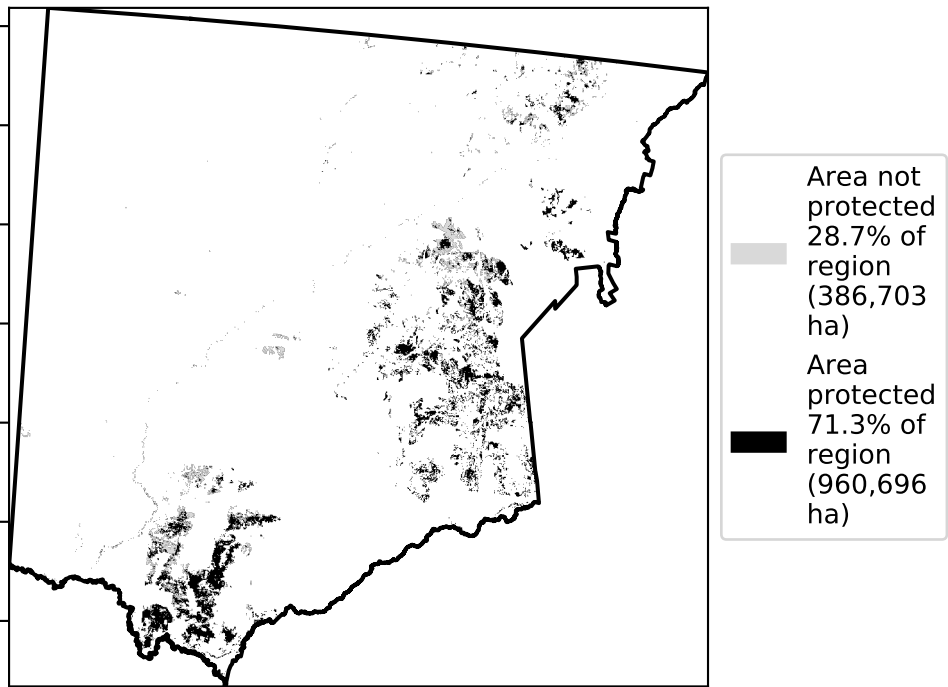 Area not
protected
28.7% of
region
(386,703
ha)
Area
protected
71.3% of
region
(960,696
ha)